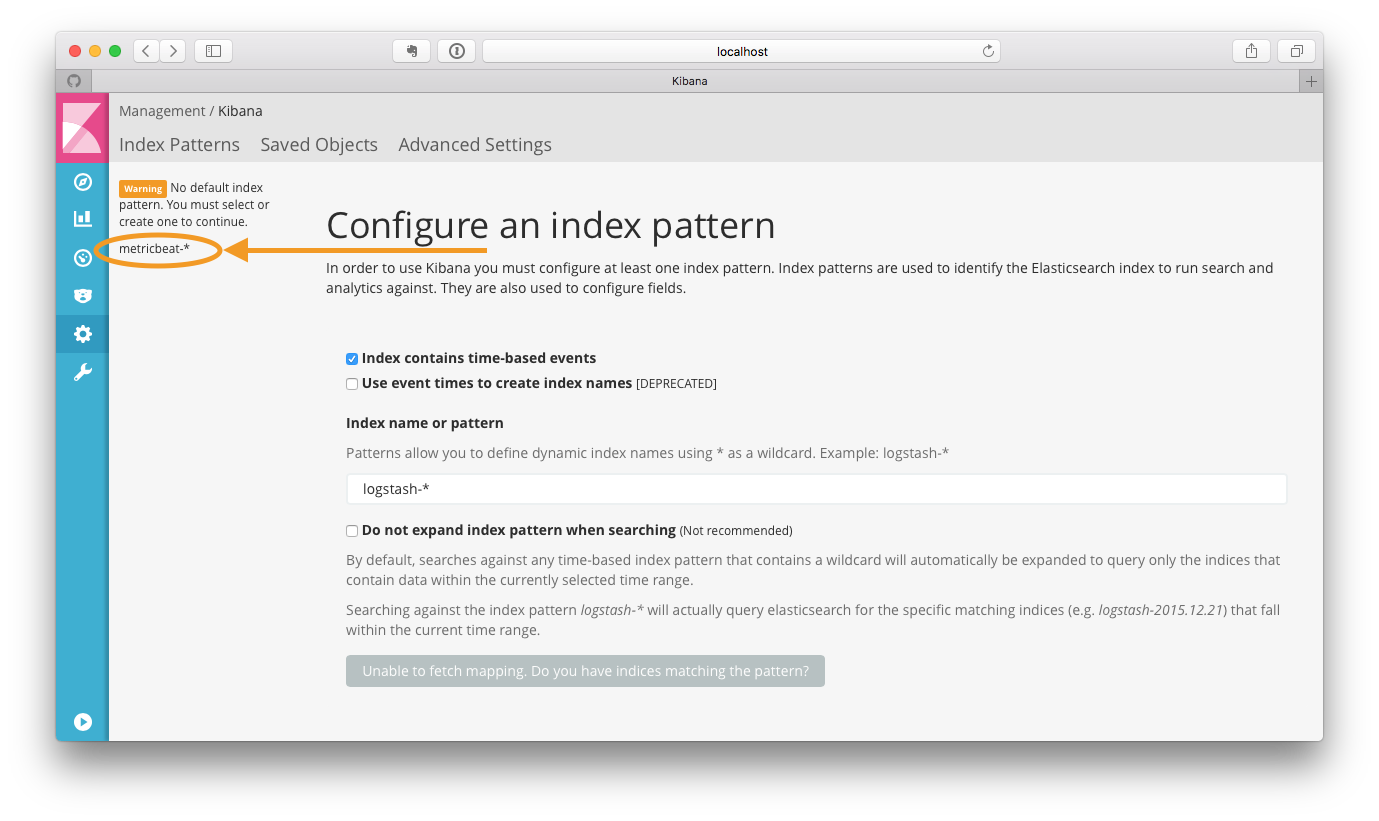 localhost
Kibana
Management / Kibana
Index Patterns Saved Objects Advanced Settings
Warning No default index
pattern. You must select or
create one to continue.
metricbeat-*
Configure an index pattern
In order to use Kibana you must configure at least one index pattern. Index patterns are used to identify the Elasticsearch index to run search and
analytics against. They are also used to configure fields.
Index contains time-based events
Use event times to create index names [DEPRECATED]
Index name or pattern
Patterns allow you to define dynamic index names using * as a wildcard. Example: logstash-*
logstash-*
Do not expand index pattern when searching (Not recommended)
By default, searches against any time-based index pattern that contains a wildcard will automatically be expanded to query only the indices that
contain data within the currently selected time range.
Searching against the index pattern logstash-* will actually query elasticsearch for the specific matching indices (e.g. logstash-2015.12.21) that fall
within the current time range.
Unable to fetch mapping. Do you have indices matching the pattern?